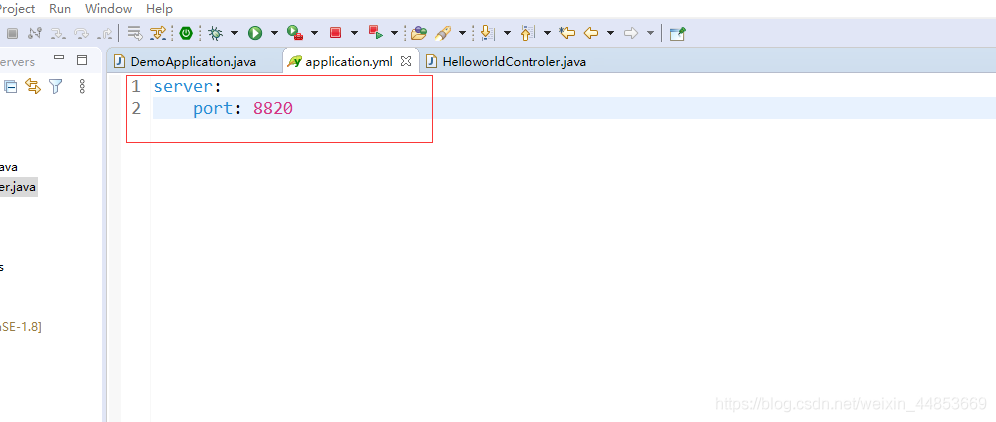 Project Run Window Help
ervers
DemoApplication.java application.yml HelloworldControler.java
1 server:
2 port: 8820
ava
er.java
s
SE-1.8]
https://blog.csdn.net/weixin_44853669